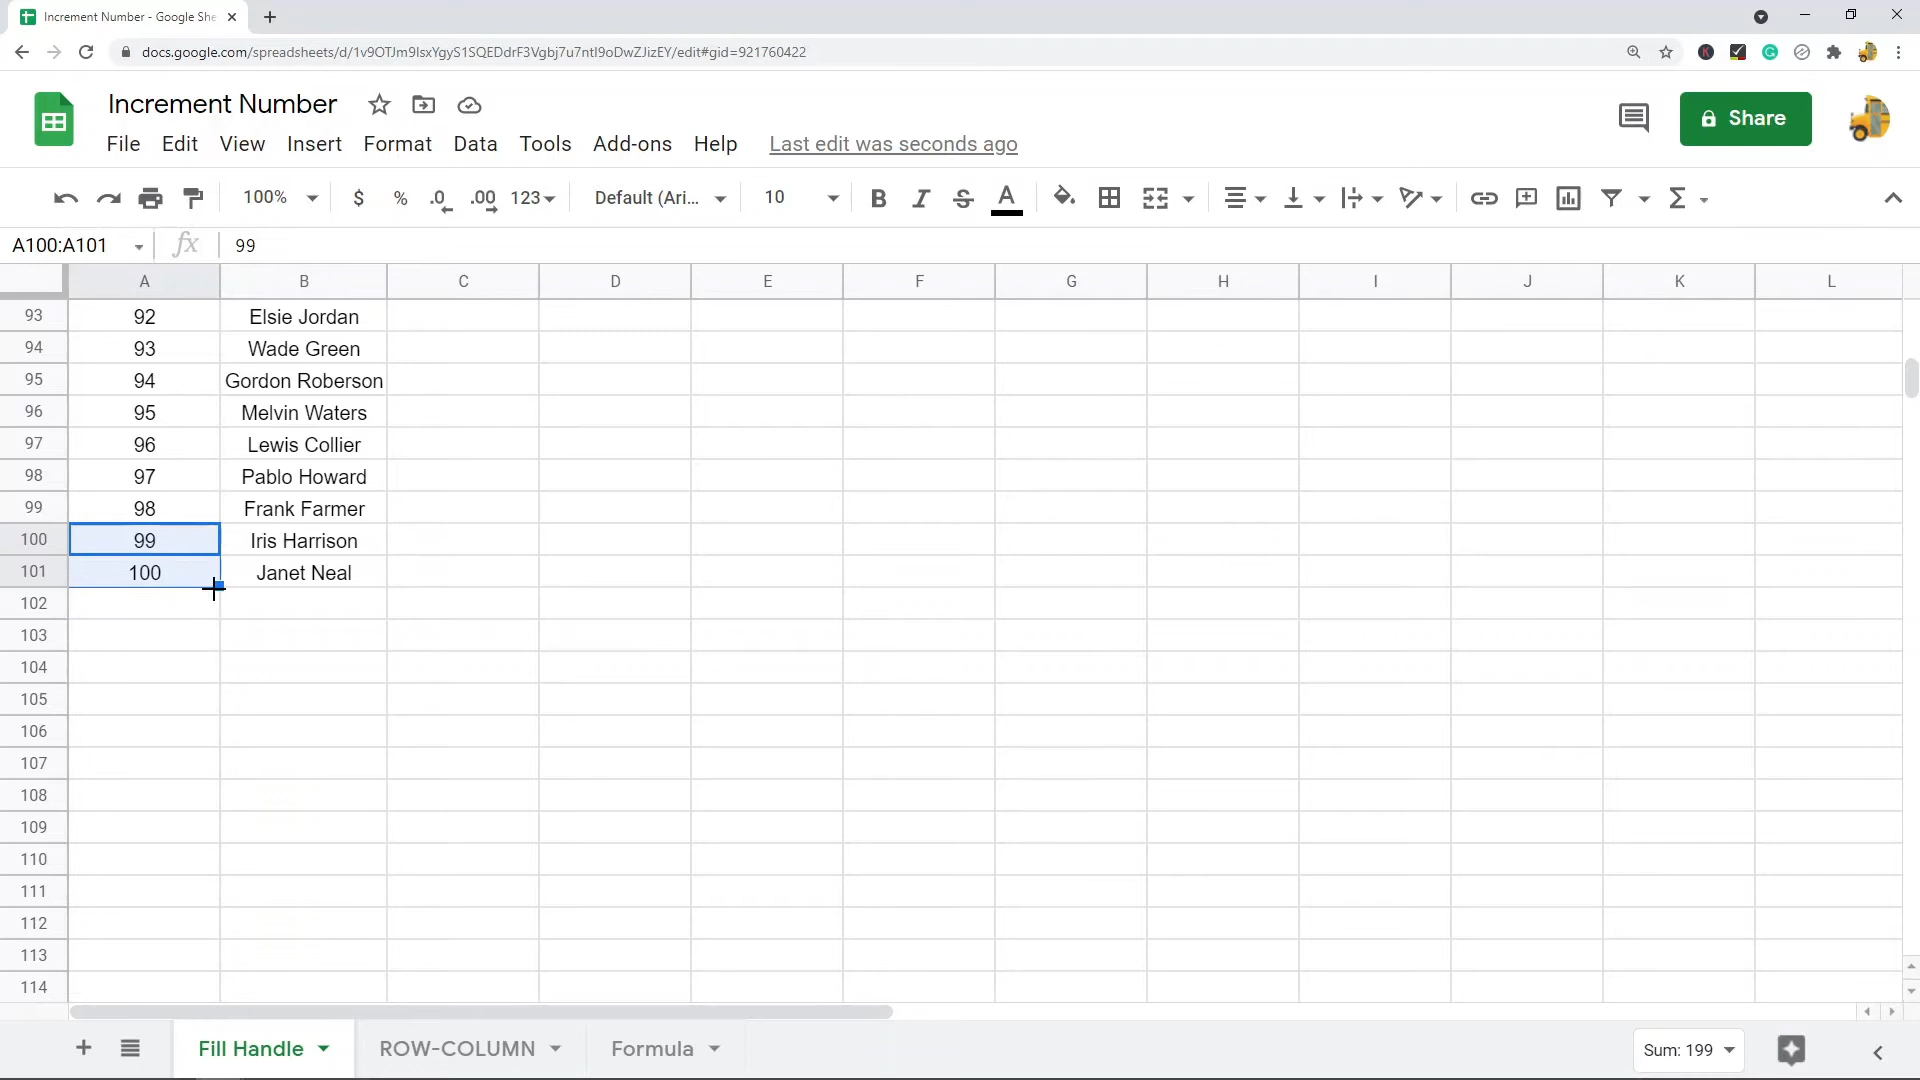 Increment Number - Google She
docs.google.com/spreadsheets/d/1v9OTJm9lsxYgyS1SQEDdrF3Vgbj7u7ntI9oDwZJizEY/edit#gid=921760422
Increment Number
File Edit View Insert Format Data Tools Add-ons Help Last edit was seconds ago
Share
100% $ % .0 .00 123 Default (Ari... 10 B I S A Σ
A100:A101 fx 99
A B C D E F G H I J K L
93 92 Elsie Jordan
94 93 Wade Green
95 94 Gordon Roberson
96 95 Melvin Waters
97 96 Lewis Collier
98 97 Pablo Howard
99 98 Frank Farmer
100 99 Iris Harrison
101 100 Janet Neal
102
103
104
105
106
107
108
109
110
111
112
113
114
Fill Handle ROW-COLUMN Formula Sum: 199